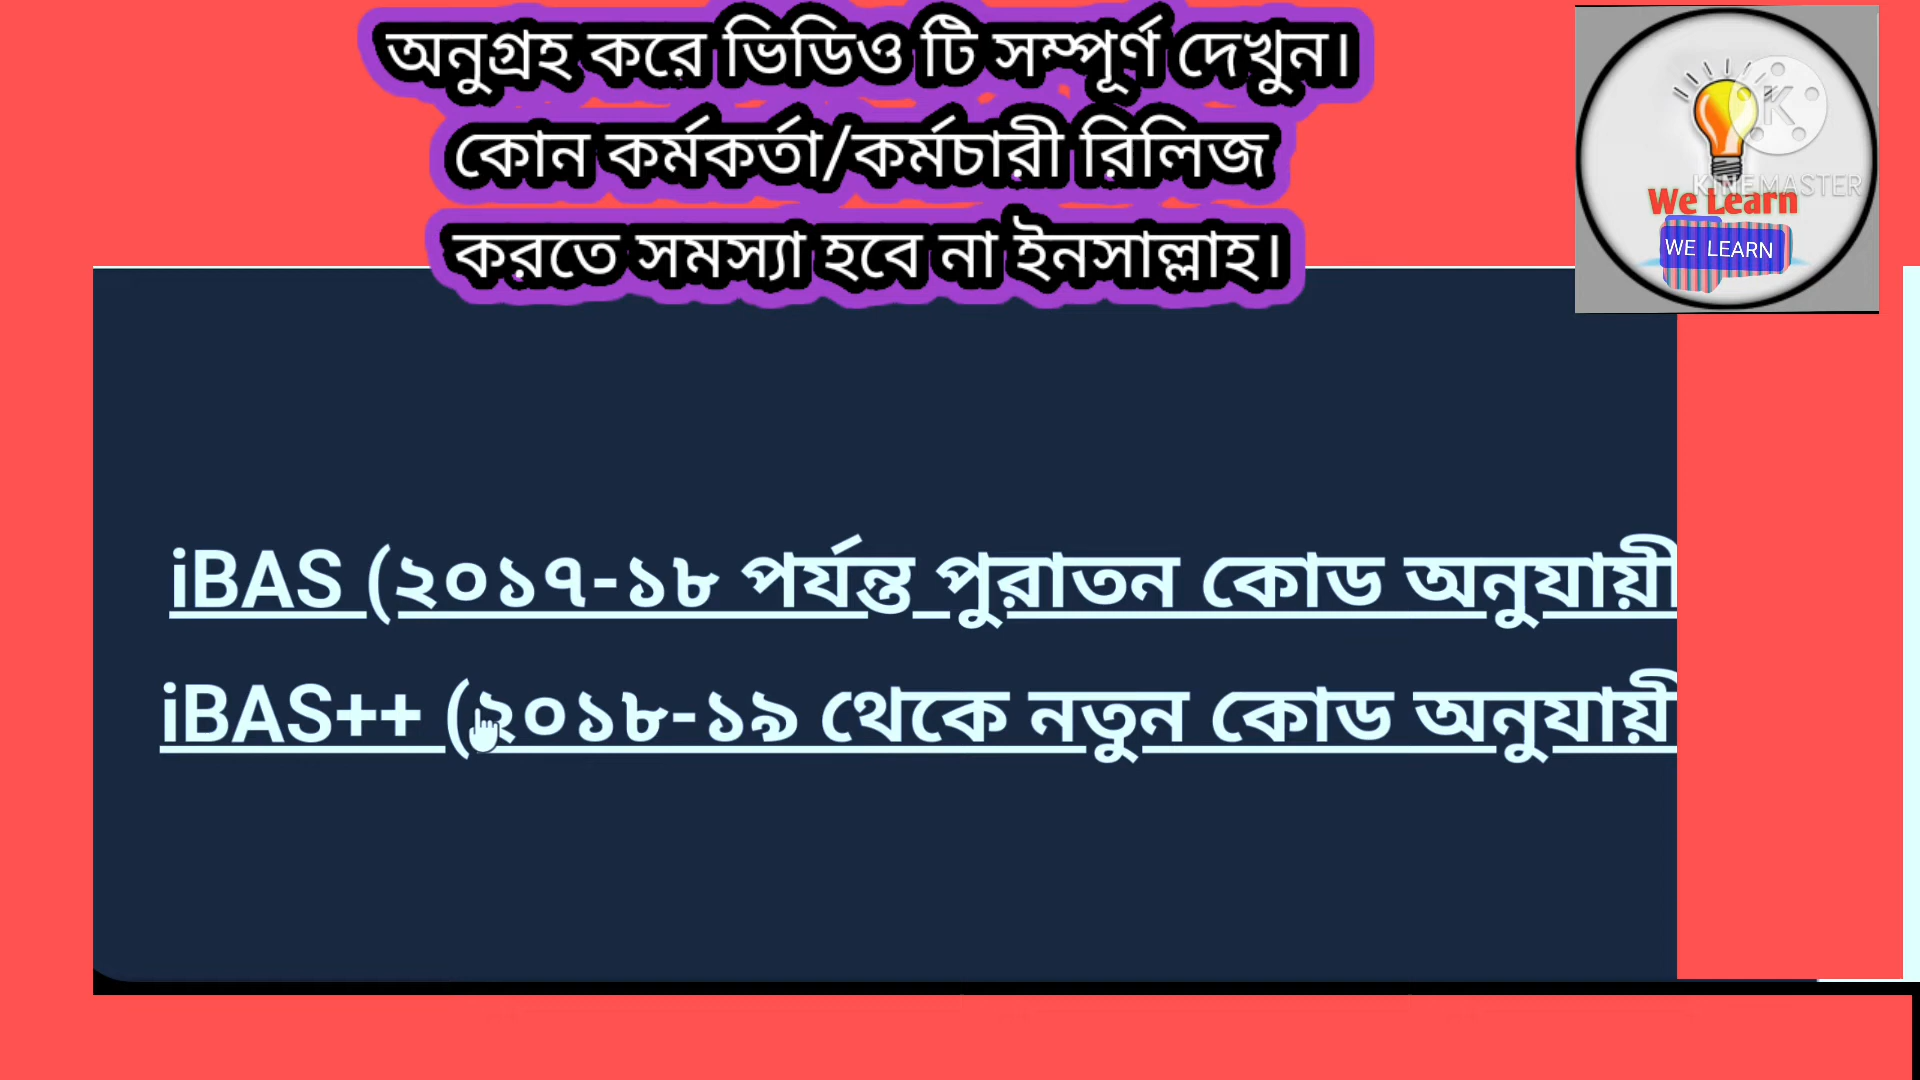 অনুগ্রহ করে ভিডিও টি সম্পূর্ণ দেখুন।
কোন কর্মকর্তা/কর্মচারী রিলিজ
করতে সমস্যা হবে না ইনসাল্লাহ।
K
KINEMASTER
We Learn
WE LEARN
iBAS (২০১৭-১৮ পর্যন্ত পুরাতন কোড অনুযায়ী
iBAS++ (২০১৮-১৯ থেকে নতুন কোড অনুযায়ী